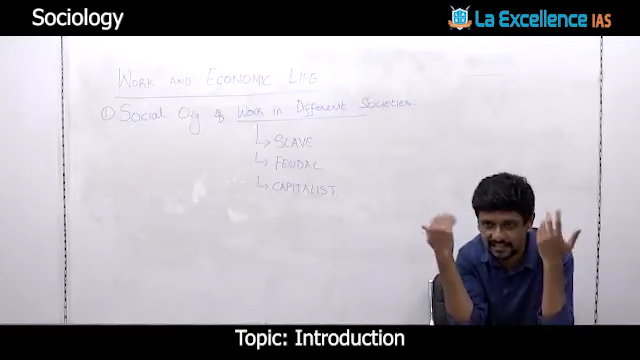 Sociology
La Excellence IAS
WORK AND ECONOMIC LIFE
① Social Org of Work in Different Societies.
↳ SLAVE
↳ FEUDAL
↳ CAPITALIST
Topic: Introduction